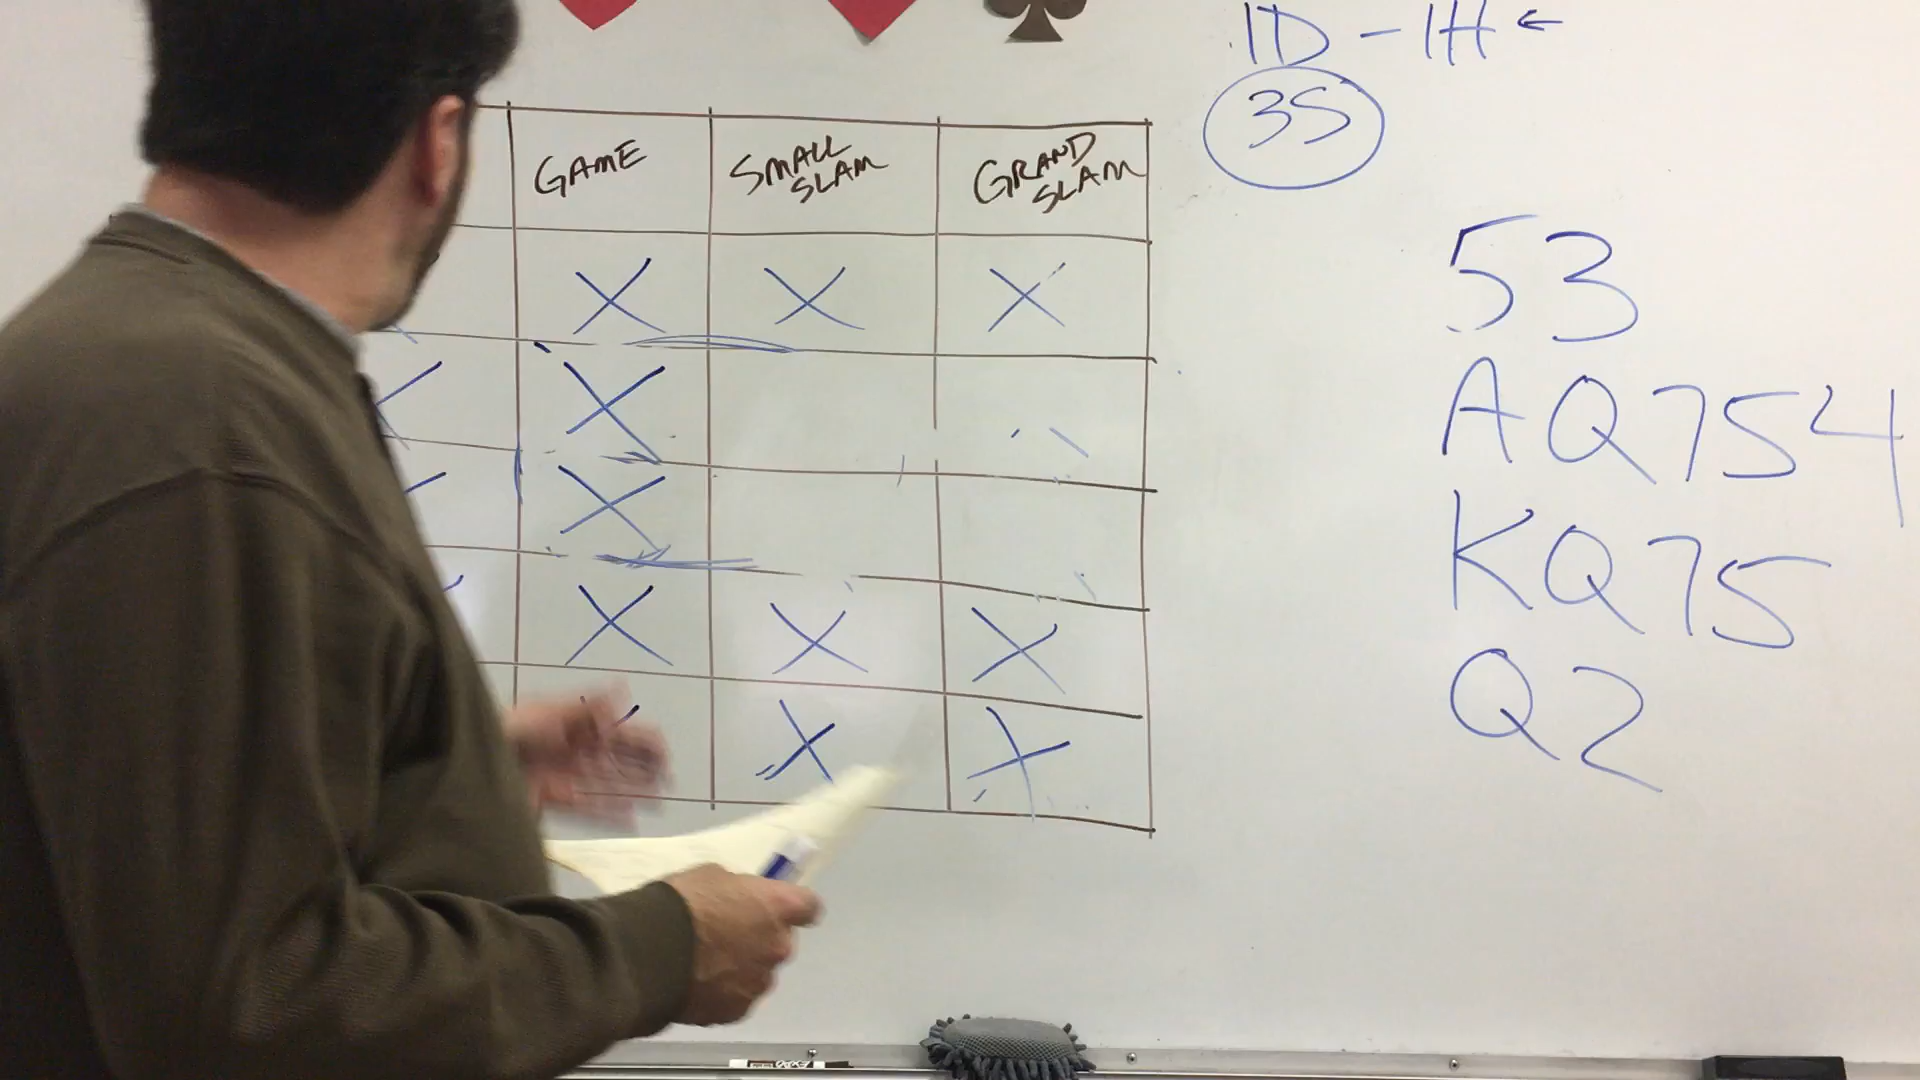 1D - 1H ←
3S
GAME SMALL SLAM GRAND SLAM
X X X
X X
X
X X X
X X
53
AQ754
KQ75
Q2